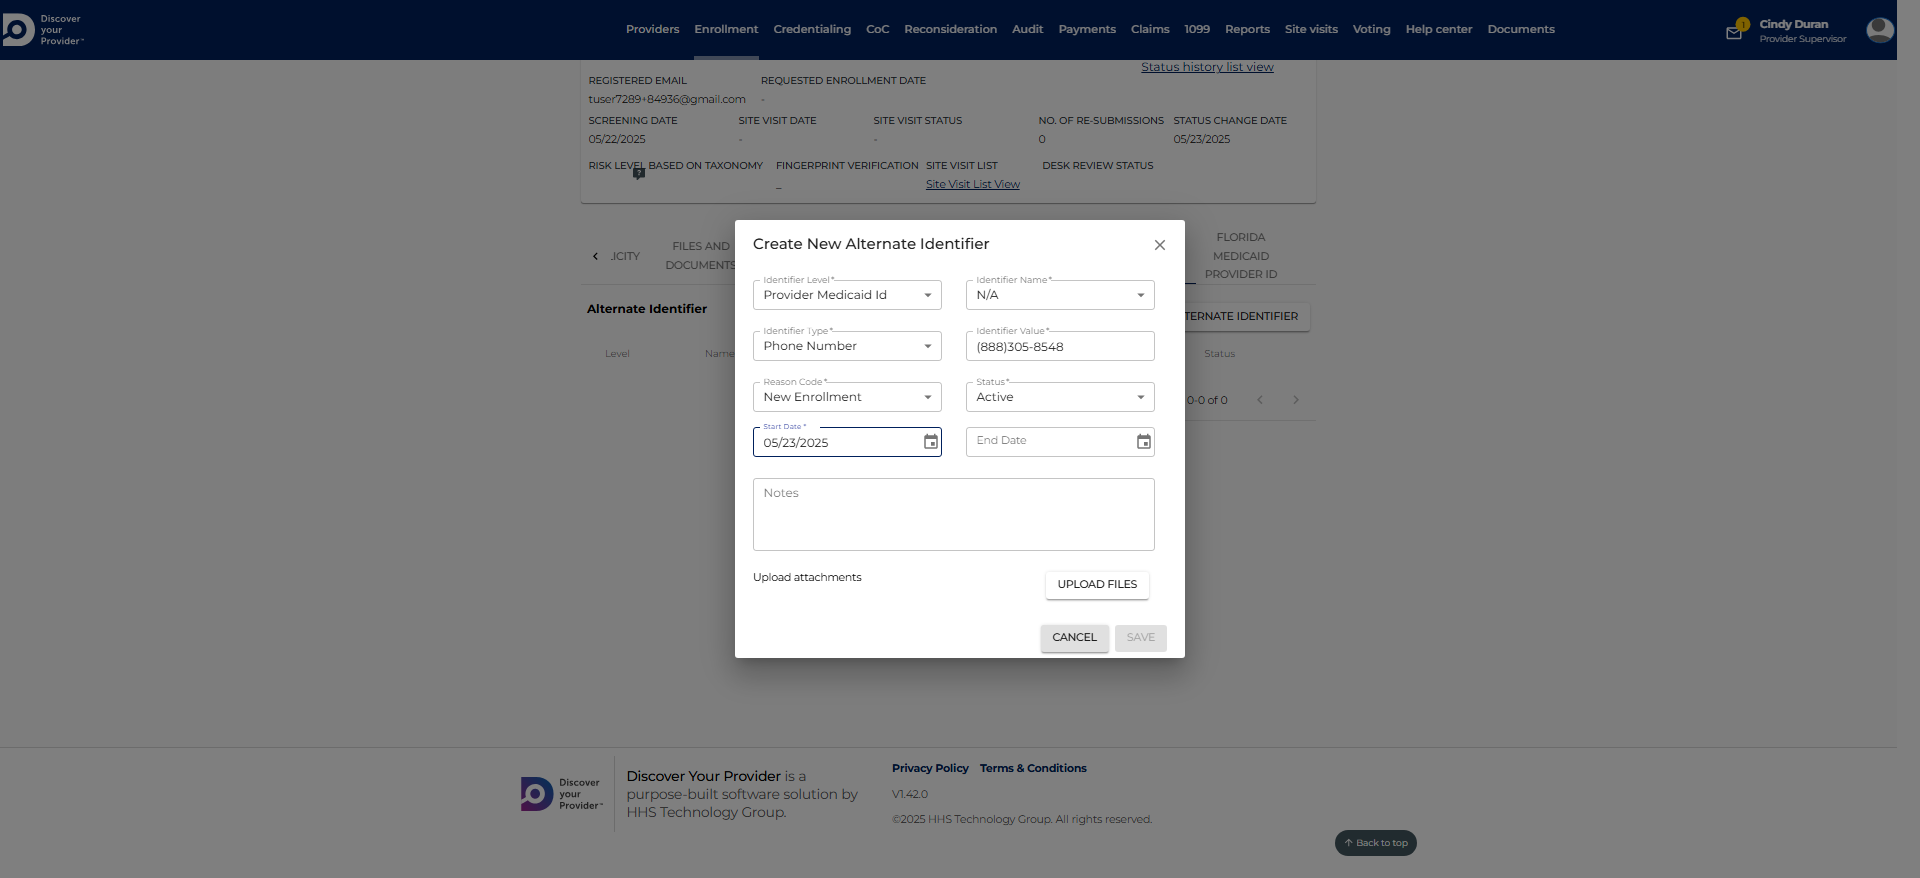 Discover
your
Provider™
Providers Enrollment Credentialing CoC Reconsideration Audit Payments Claims 1099 Reports Site visits Voting Help center Documents
1
Cindy Duran
Provider Supervisor
Status history list view
REGISTERED EMAIL REQUESTED ENROLLMENT DATE
tuser7289+84936@gmail.com -
SCREENING DATE SITE VISIT DATE SITE VISIT STATUS NO. OF RE-SUBMISSIONS STATUS CHANGE DATE
05/22/2025 - - 0 05/23/2025
RISK LEVEL BASED ON TAXONOMY FINGERPRINT VERIFICATION SITE VISIT LIST DESK REVIEW STATUS
? _ Site Visit List View
ICITY
FILES AND
DOCUMENTS
FLORIDA
MEDICAID
PROVIDER ID
Alternate Identifier
TERNATE IDENTIFIER
Level Name Status
0-0 of 0
Create New Alternate Identifier
Identifier Level* Identifier Name*
Provider Medicaid Id N/A
Identifier Type* Identifier Value*
Phone Number (888)305-8548
Reason Code* Status*
New Enrollment Active
Start Date *
05/23/2025 End Date
Notes
Upload attachments UPLOAD FILES
CANCEL SAVE
Discover
your
Provider™
Discover Your Provider is a
purpose-built software solution by
HHS Technology Group.
Privacy Policy Terms & Conditions
V1.42.0
©2025 HHS Technology Group. All rights reserved.
Back to top